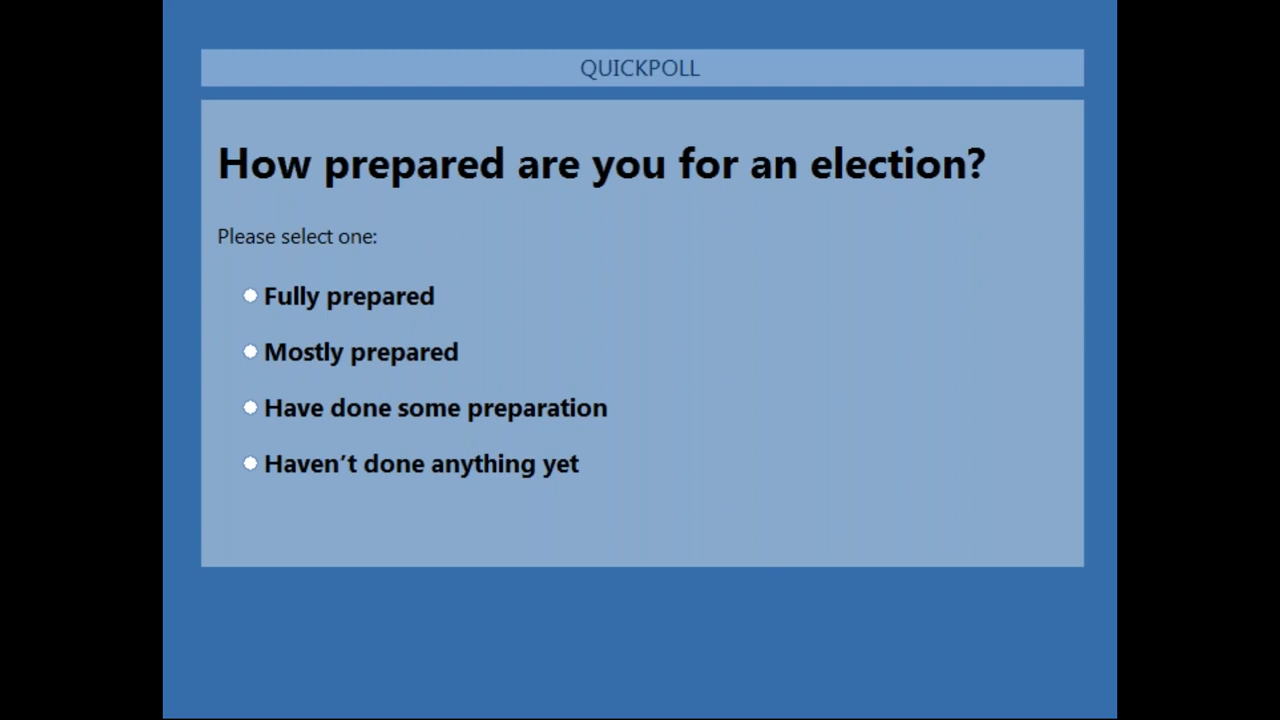 QUICKPOLL
How prepared are you for an election?
Please select one:
Fully prepared
Mostly prepared
Have done some preparation
Haven’t done anything yet